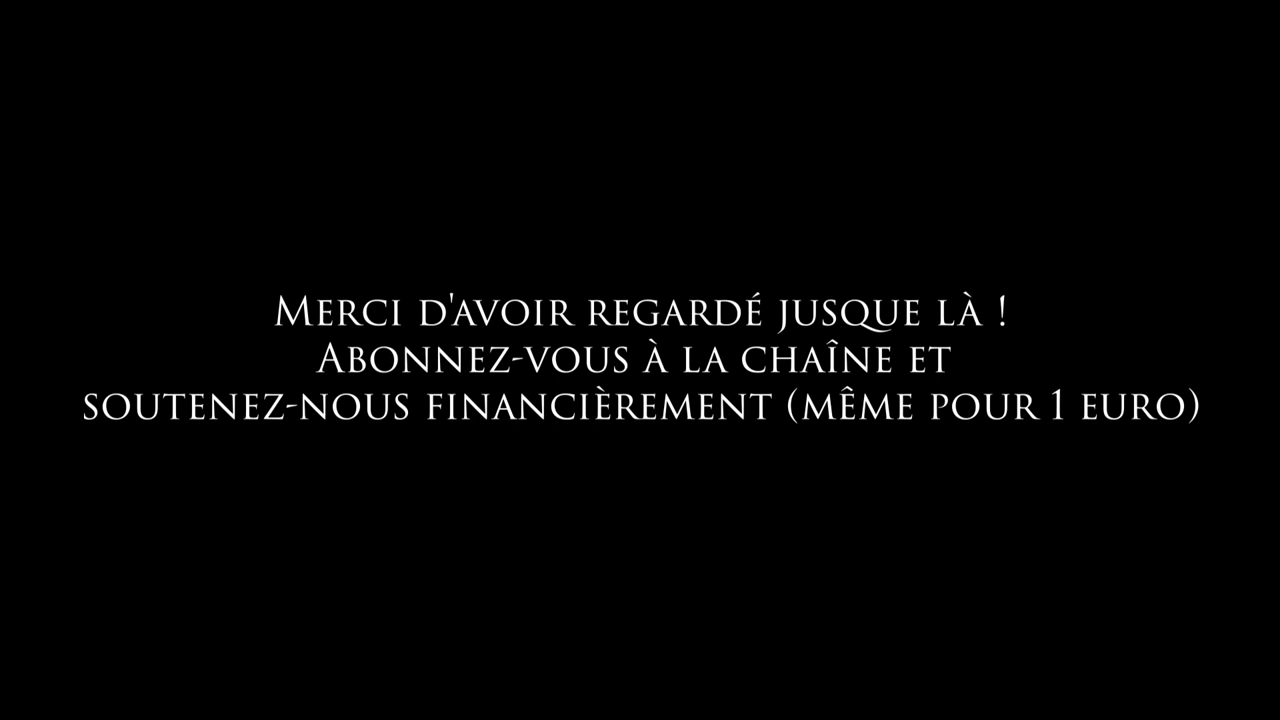 Merci d'avoir regardé jusque là !
Abonnez-vous à la chaîne et
soutenez-nous financièrement (même pour 1 euro)